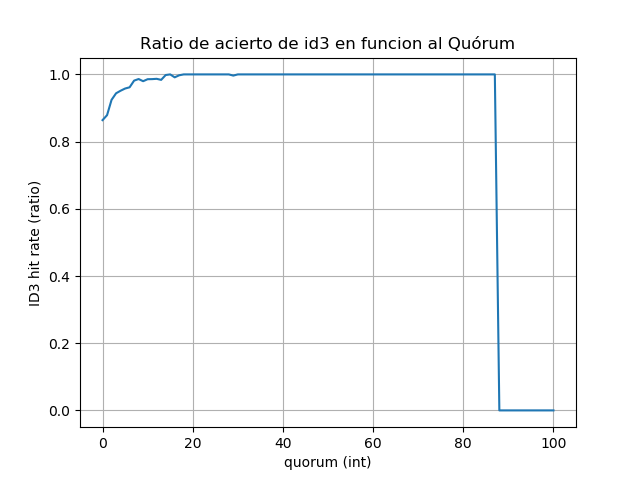 Ratio de acierto de id3 en funcion al Quórum
ID3 hit rate (ratio)
1.0
0.8
0.6
0.4
0.2
0.0
0 20 40 60 80 100
quorum (int)